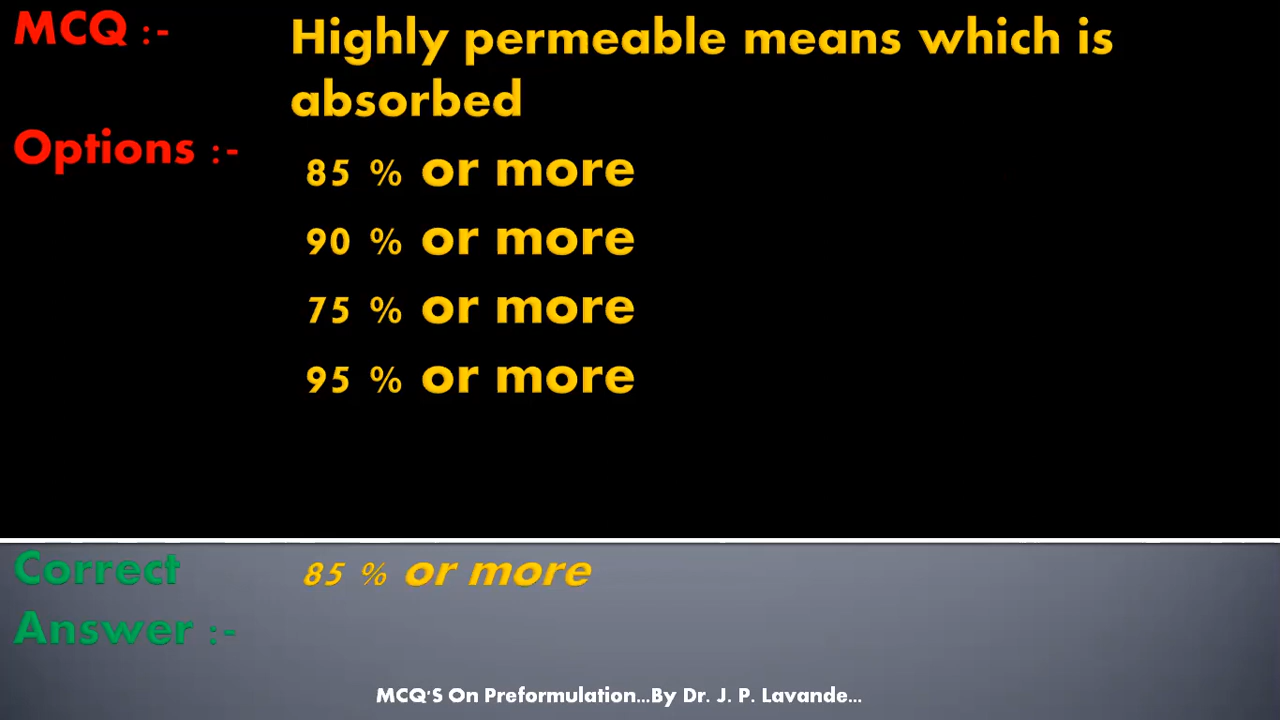 MCQ :-
Highly permeable means which is
absorbed
Options :-
85 % or more
90 % or more
75 % or more
95 % or more
Correct
Answer :-
85 % or more
MCQ'S On Preformulation...By Dr. J. P. Lavande...